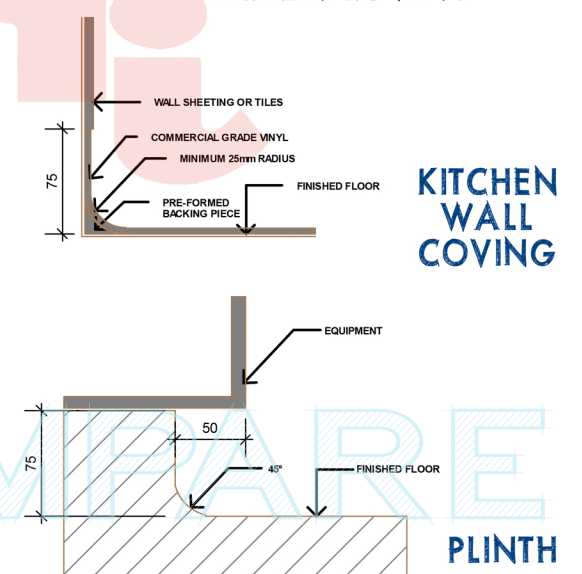 WALL SHEETING OR TILES
COMMERCIAL GRADE VINYL
MINIMUM 25mm RADIUS
75
FINISHED FLOOR
PRE-FORMED
BACKING PIECE
KITCHEN
WALL
COVING
EQUIPMENT
50
75
45°
FINISHED FLOOR
MPARE
PLINTH